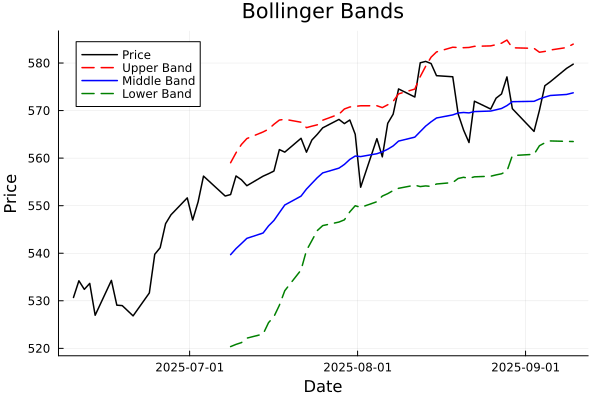 Bollinger Bands
Price
Upper Band
Middle Band
Lower Band
580
570
560
550
540
530
520
Price
2025-07-01
2025-08-01
2025-09-01
Date